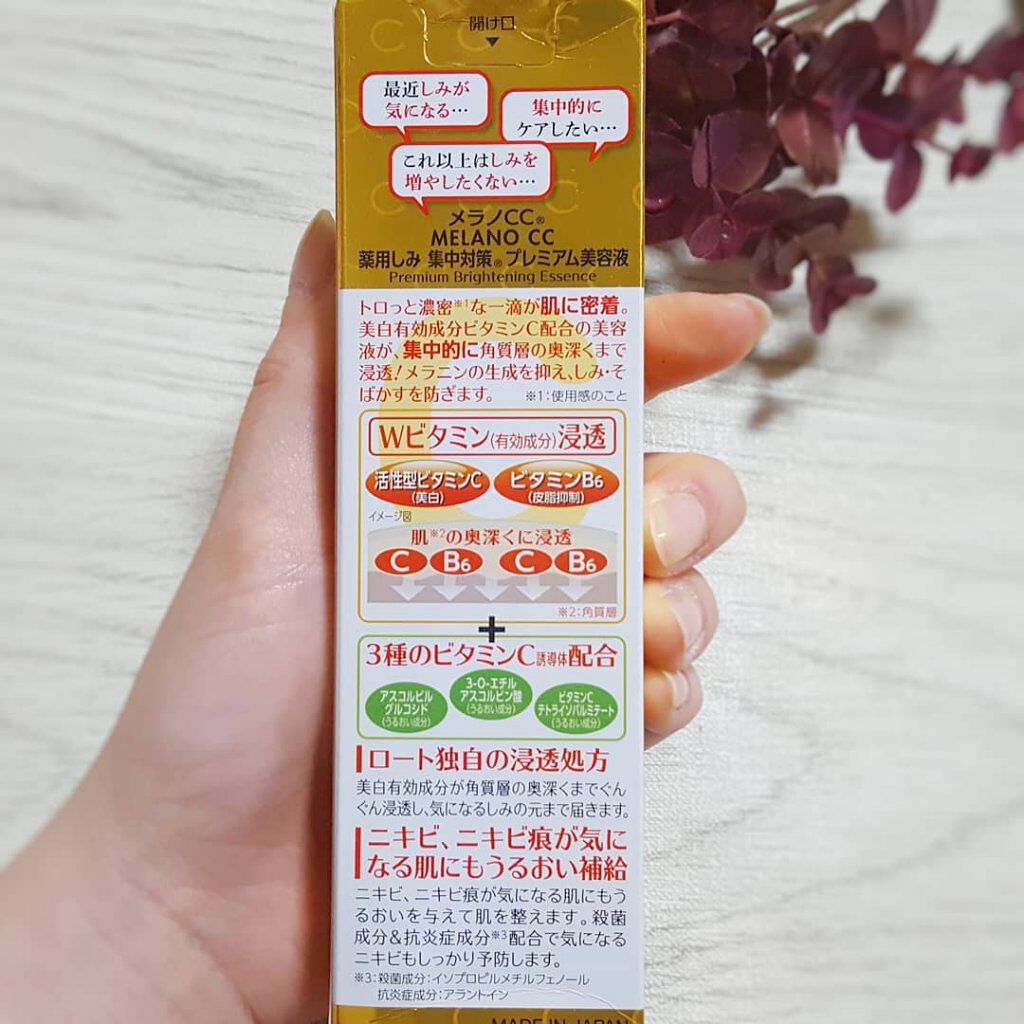 開け口
▼
最近しみが
気になる…
集中的に
ケアしたい…
これ以上はしみを
増やしたくない…
メラノCC®
MELANO CC
薬用しみ 集中対策® プレミアム美容液
Premium Brightening Essence
トロっと濃密※1な一滴が肌に密着。
美白有効成分ビタミンC配合の美容
液が、集中的に角質層の奥深くまで
浸透!メラニンの生成を抑え、しみ・そ
ばかすを防ぎます。 ※1:使用感のこと
Wビタミン(有効成分)浸透
活性型ビタミンC
(美白)
ビタミンB6
(皮脂抑制)
イメージ図
肌※2の奥深くに浸透
C B6 C B6
※2:角質層
+
3種のビタミンC誘導体配合
アスコルビル
グルコシド
(うるおい成分)
3-O-エチル
アスコルビン酸
(うるおい成分)
ビタミンC
テトライソパルミテート
(うるおい成分)
ロート独自の浸透処方
美白有効成分が角質層の奥深くまでぐん
ぐん浸透し、気になるしみの元まで届きます。
ニキビ、ニキビ痕が気に
なる肌にもうるおい補給
ニキビ、ニキビ痕が気になる肌にもう
るおいを与えて肌を整えます。殺菌
成分&抗炎症成分※3配合で気になる
ニキビもしっかり予防します。
※3:殺菌成分:イソプロピルメチルフェノール
抗炎症成分:アラントイン
MADE IN JAPAN